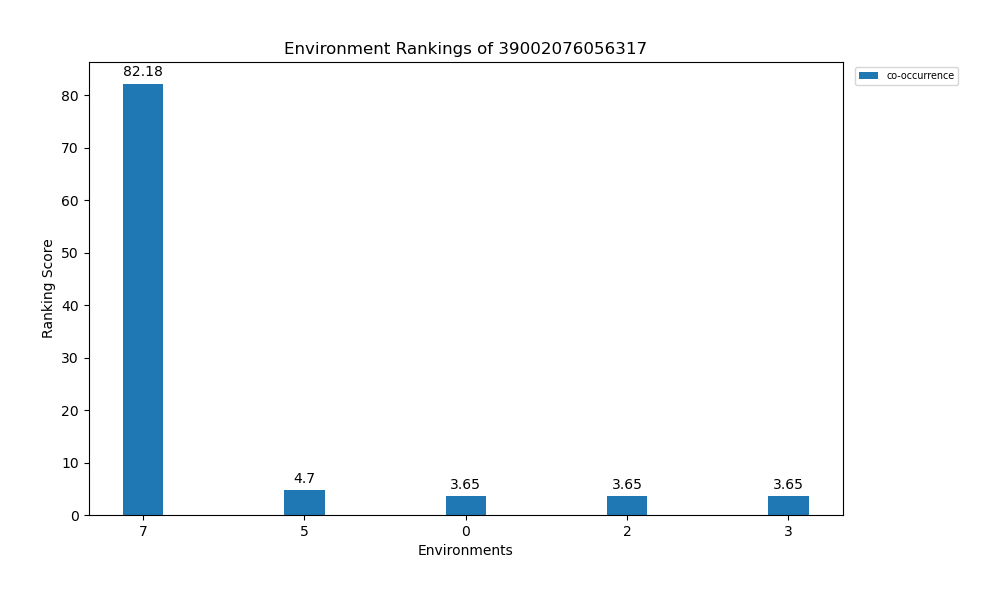 Environment Rankings of 39002076056317
co-occurrence
82.18
4.7
3.65
3.65
3.65
Ranking Score
80
70
60
50
40
30
20
10
0
7 5 0 2 3
Environments